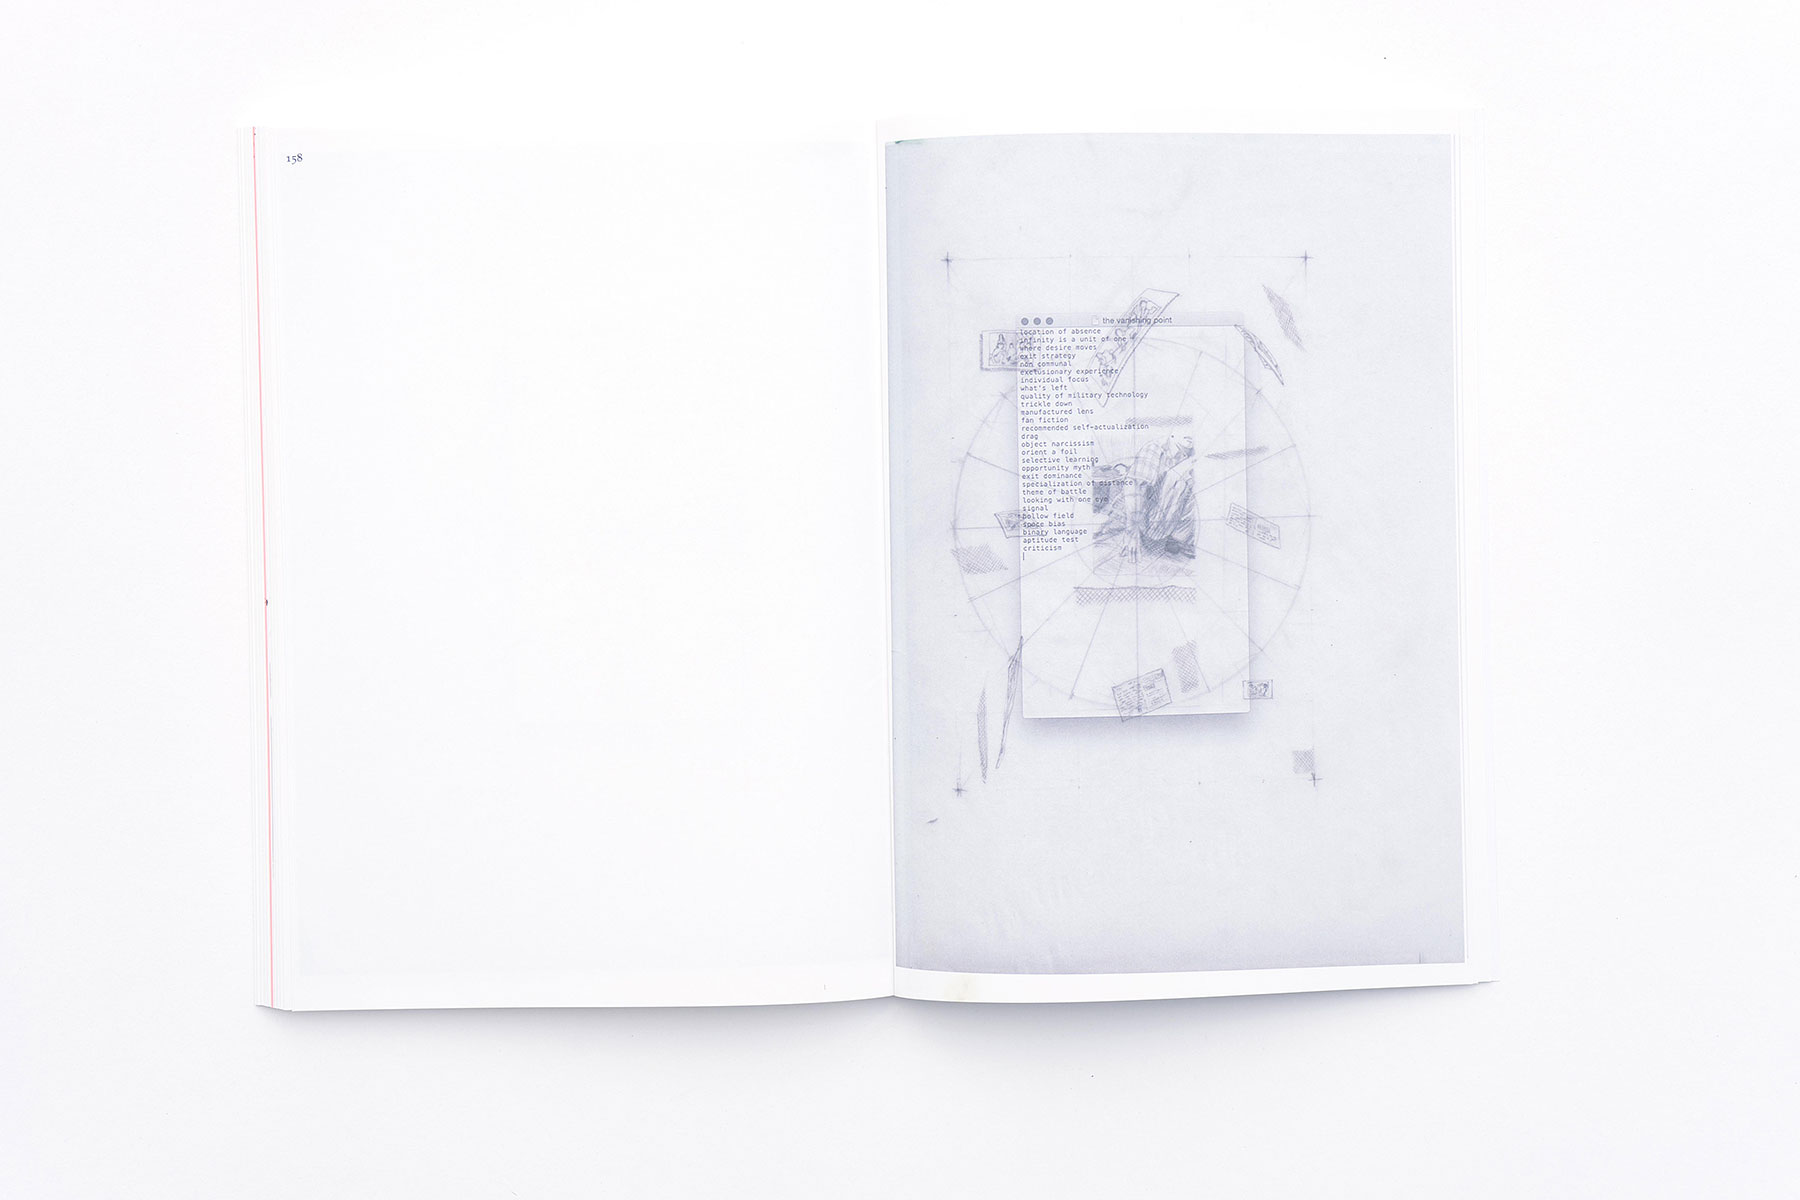 158
the vanishing point
location of absence
infinity is a unit of one
where desire moves
exit strategy
non communal
exclusionary experience
individual focus
what's left
quality of military technology
trickle down
manufactured lens
fan fiction
recommended self-actualization
drag
object narcissism
orient a foil
selective learning
opportunity myth
exit dominance
specialization of distance
theme of battle
looking with one eye
signal
hollow field
space bias
binary language
aptitude test
criticism